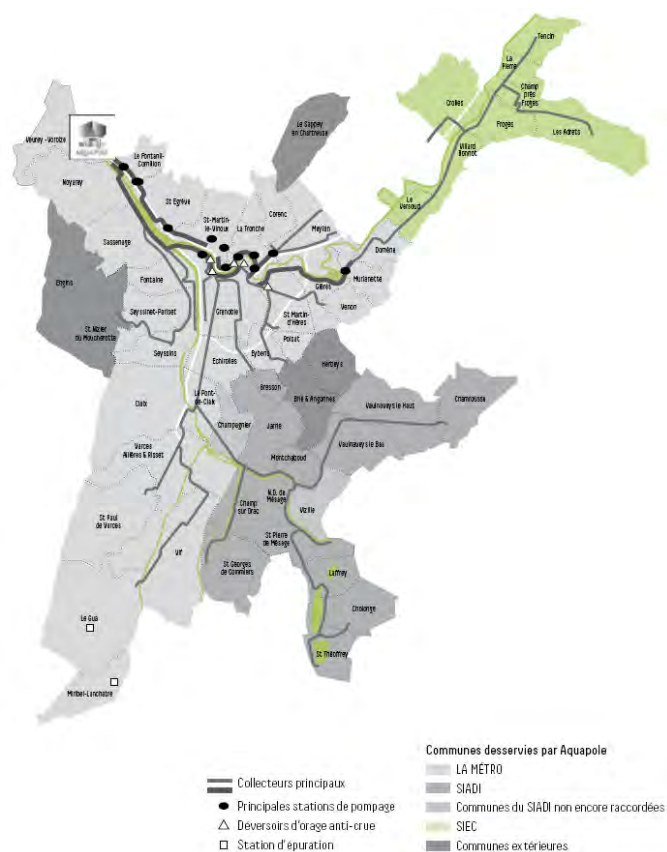 Tencin
La
Pierre
Champ
près
Froges
Crolles
Froges
Les Adrets
Villard
Bonnot
Le Sappey
en Chartreuse
Veurey-Voroize
Le Fontanil-
Cornillon
Noyarey
Le
Versoud
St Egrève
St-Martin-
le-Vinoux
La Tronche
Corenc
Meylan
Domène
Sassenage
Murianette
Engins
Fontaine
Gières
Venon
Grenoble
St Martin
d'Hères
Seyssinet-Pariset
St Nizier
du Moucherotte
Poisat
Seyssins
Echirolles
Eybens
Herbeys
Bresson
Le Pont-
de-Claix
Brié & Angonnes
Claix
Champagnier
Jarrie
Vaulnaveys le Haut
Chamrousse
Varces
Allières & Risset
Vaulnaveys le Bas
Montchaboud
N.D. de
Mésage
Champ
sur Drac
Vizille
St Paul
de Varces
St Pierre
de Mésage
Vif
St Georges
de Commiers
Laffrey
Cholonge
Le Gua
St Théoffrey
Miribel-Lanchâtre
Communes desservies par Aquapole
Collecteurs principaux
Principales stations de pompage
Déversoirs d'orage anti-crue
Station d'épuration
LA MÉTRO
SIADI
Communes du SIADI non encore raccordées
SIEC
Communes extérieures